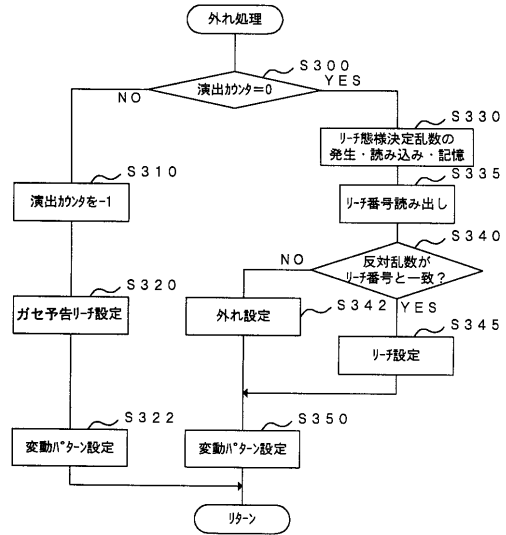 外れ処理
S300
演出カウンタ=0
NO
YES
S330
リーチ態様決定乱数の
発生・読み込み・記憶
S310
演出カウンタを-1
S335
リーチ番号読み出し
S340
反対乱数が
リーチ番号と一致?
NO
YES
S320
ガセ予告リーチ設定
S342
外れ設定
S345
リーチ設定
S322
変動パターン設定
S350
変動パターン設定
リターン